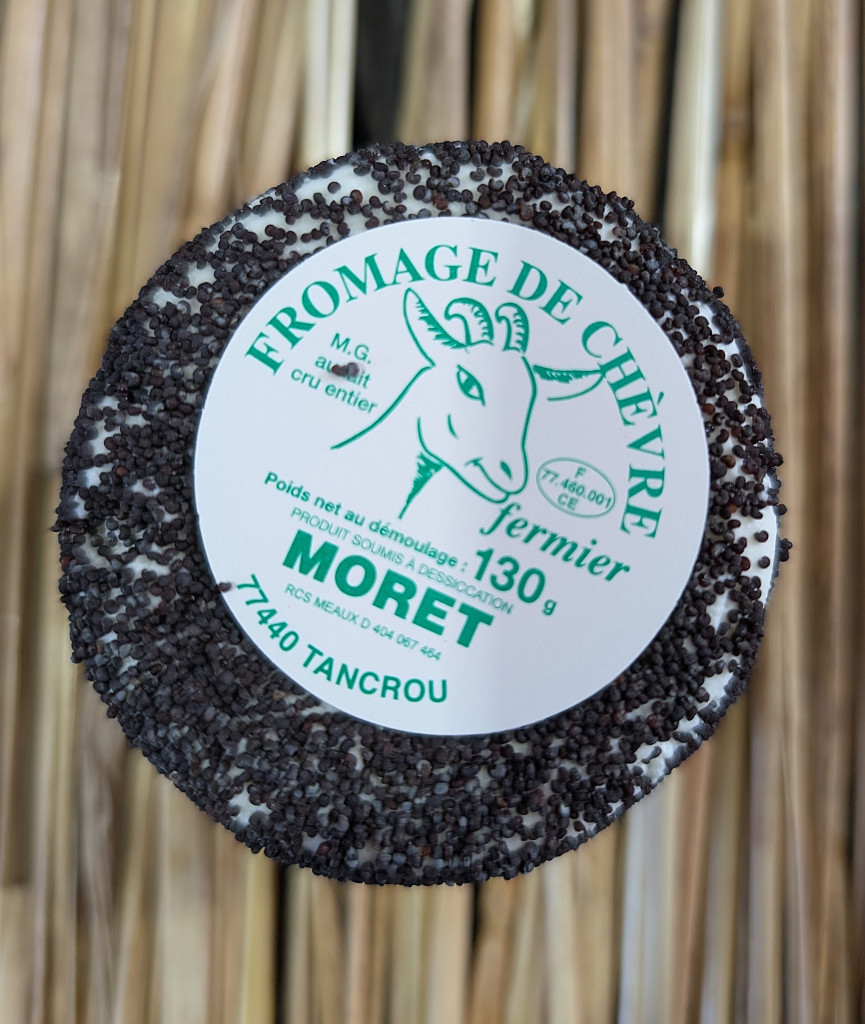 FROMAGE DE CHÈVRE
M.G.
au lait
cru entier
F
77.460.001
CE
fermier
Poids net au démoulage : 130g
PRODUIT SOUMIS À DESSICCATION
MORET
RCS MEAUX D 404 067 464
77440 TANCROU